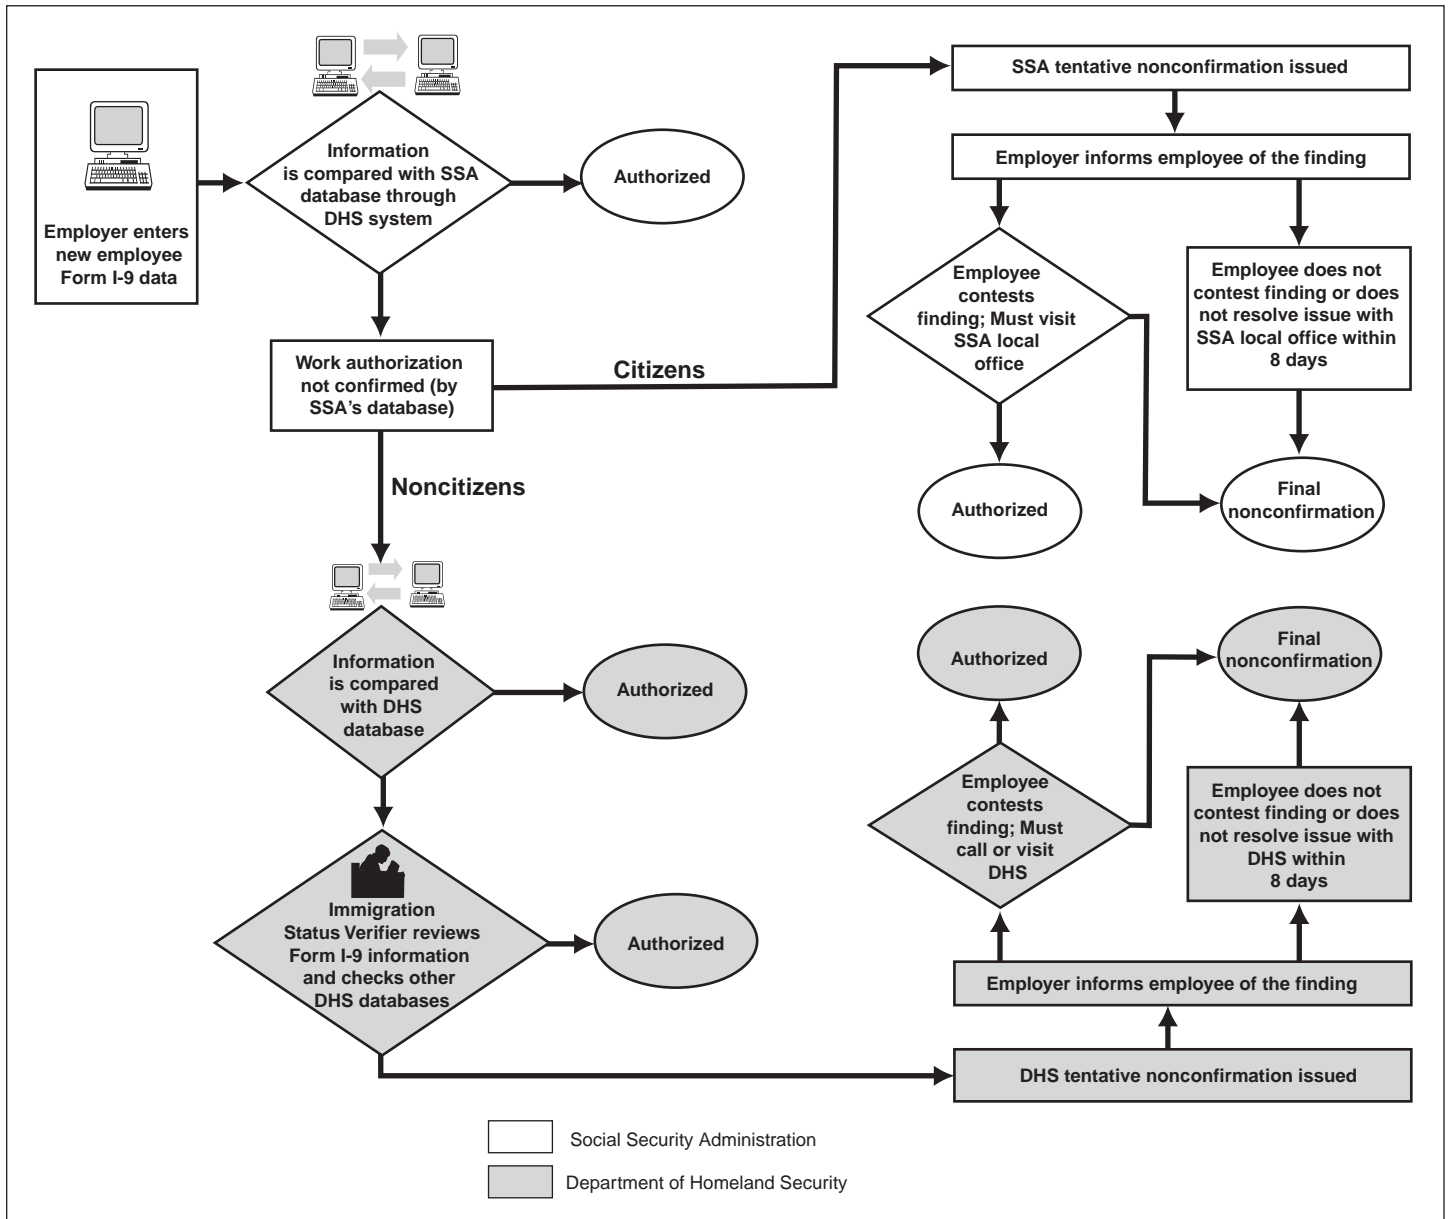 Employer enters
new employee
Form I-9 data
Information
is compared with SSA
database through
DHS system
Authorized
Work authorization
not confirmed (by
SSA’s database)
Citizens
Noncitizens
SSA tentative nonconfirmation issued
Employer informs employee of the finding
Employee
contests
finding; Must visit
SSA local
office
Employee does not
contest finding or does
not resolve issue with
SSA local office within
8 days
Authorized
Final
nonconfirmation
Information
is compared
with DHS
database
Authorized
Immigration
Status Verifier reviews
Form I-9 information
and checks other
DHS databases
Authorized
Authorized
Final
nonconfirmation
Employee
contests
finding; Must
call or visit
DHS
Employee does not
contest finding or does
not resolve issue with
DHS within
8 days
Employer informs employee of the finding
DHS tentative nonconfirmation issued
Social Security Administration
Department of Homeland Security